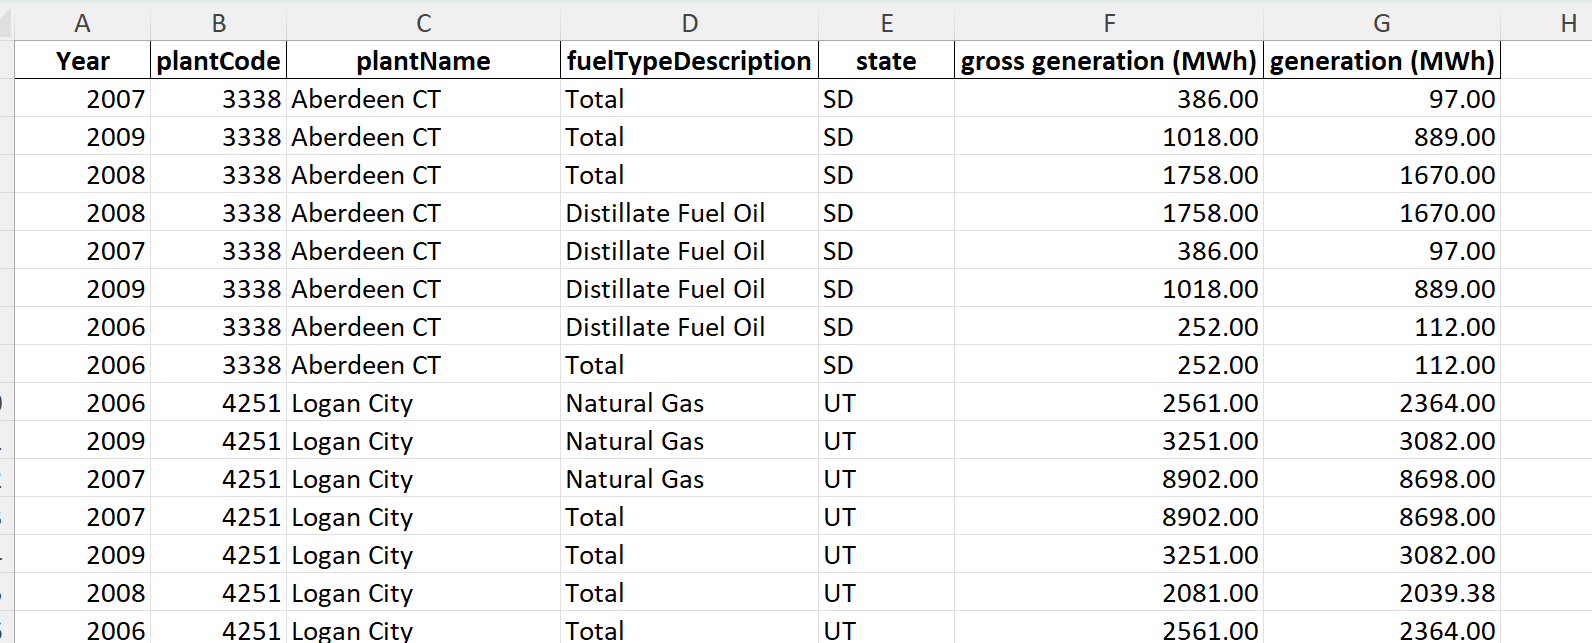 A B C D E F G H
Year plantCode plantName fuelTypeDescription state gross generation (MWh) generation (MWh)
2007 3338 Aberdeen CT Total SD 386.00 97.00
2009 3338 Aberdeen CT Total SD 1018.00 889.00
2008 3338 Aberdeen CT Total SD 1758.00 1670.00
2008 3338 Aberdeen CT Distillate Fuel Oil SD 1758.00 1670.00
2007 3338 Aberdeen CT Distillate Fuel Oil SD 386.00 97.00
2009 3338 Aberdeen CT Distillate Fuel Oil SD 1018.00 889.00
2006 3338 Aberdeen CT Distillate Fuel Oil SD 252.00 112.00
2006 3338 Aberdeen CT Total SD 252.00 112.00
2006 4251 Logan City Natural Gas UT 2561.00 2364.00
2009 4251 Logan City Natural Gas UT 3251.00 3082.00
2007 4251 Logan City Natural Gas UT 8902.00 8698.00
2007 4251 Logan City Total UT 8902.00 8698.00
2009 4251 Logan City Total UT 3251.00 3082.00
2008 4251 Logan City Total UT 2081.00 2039.38
2006 4251 Logan City Total UT 2561.00 2364.00